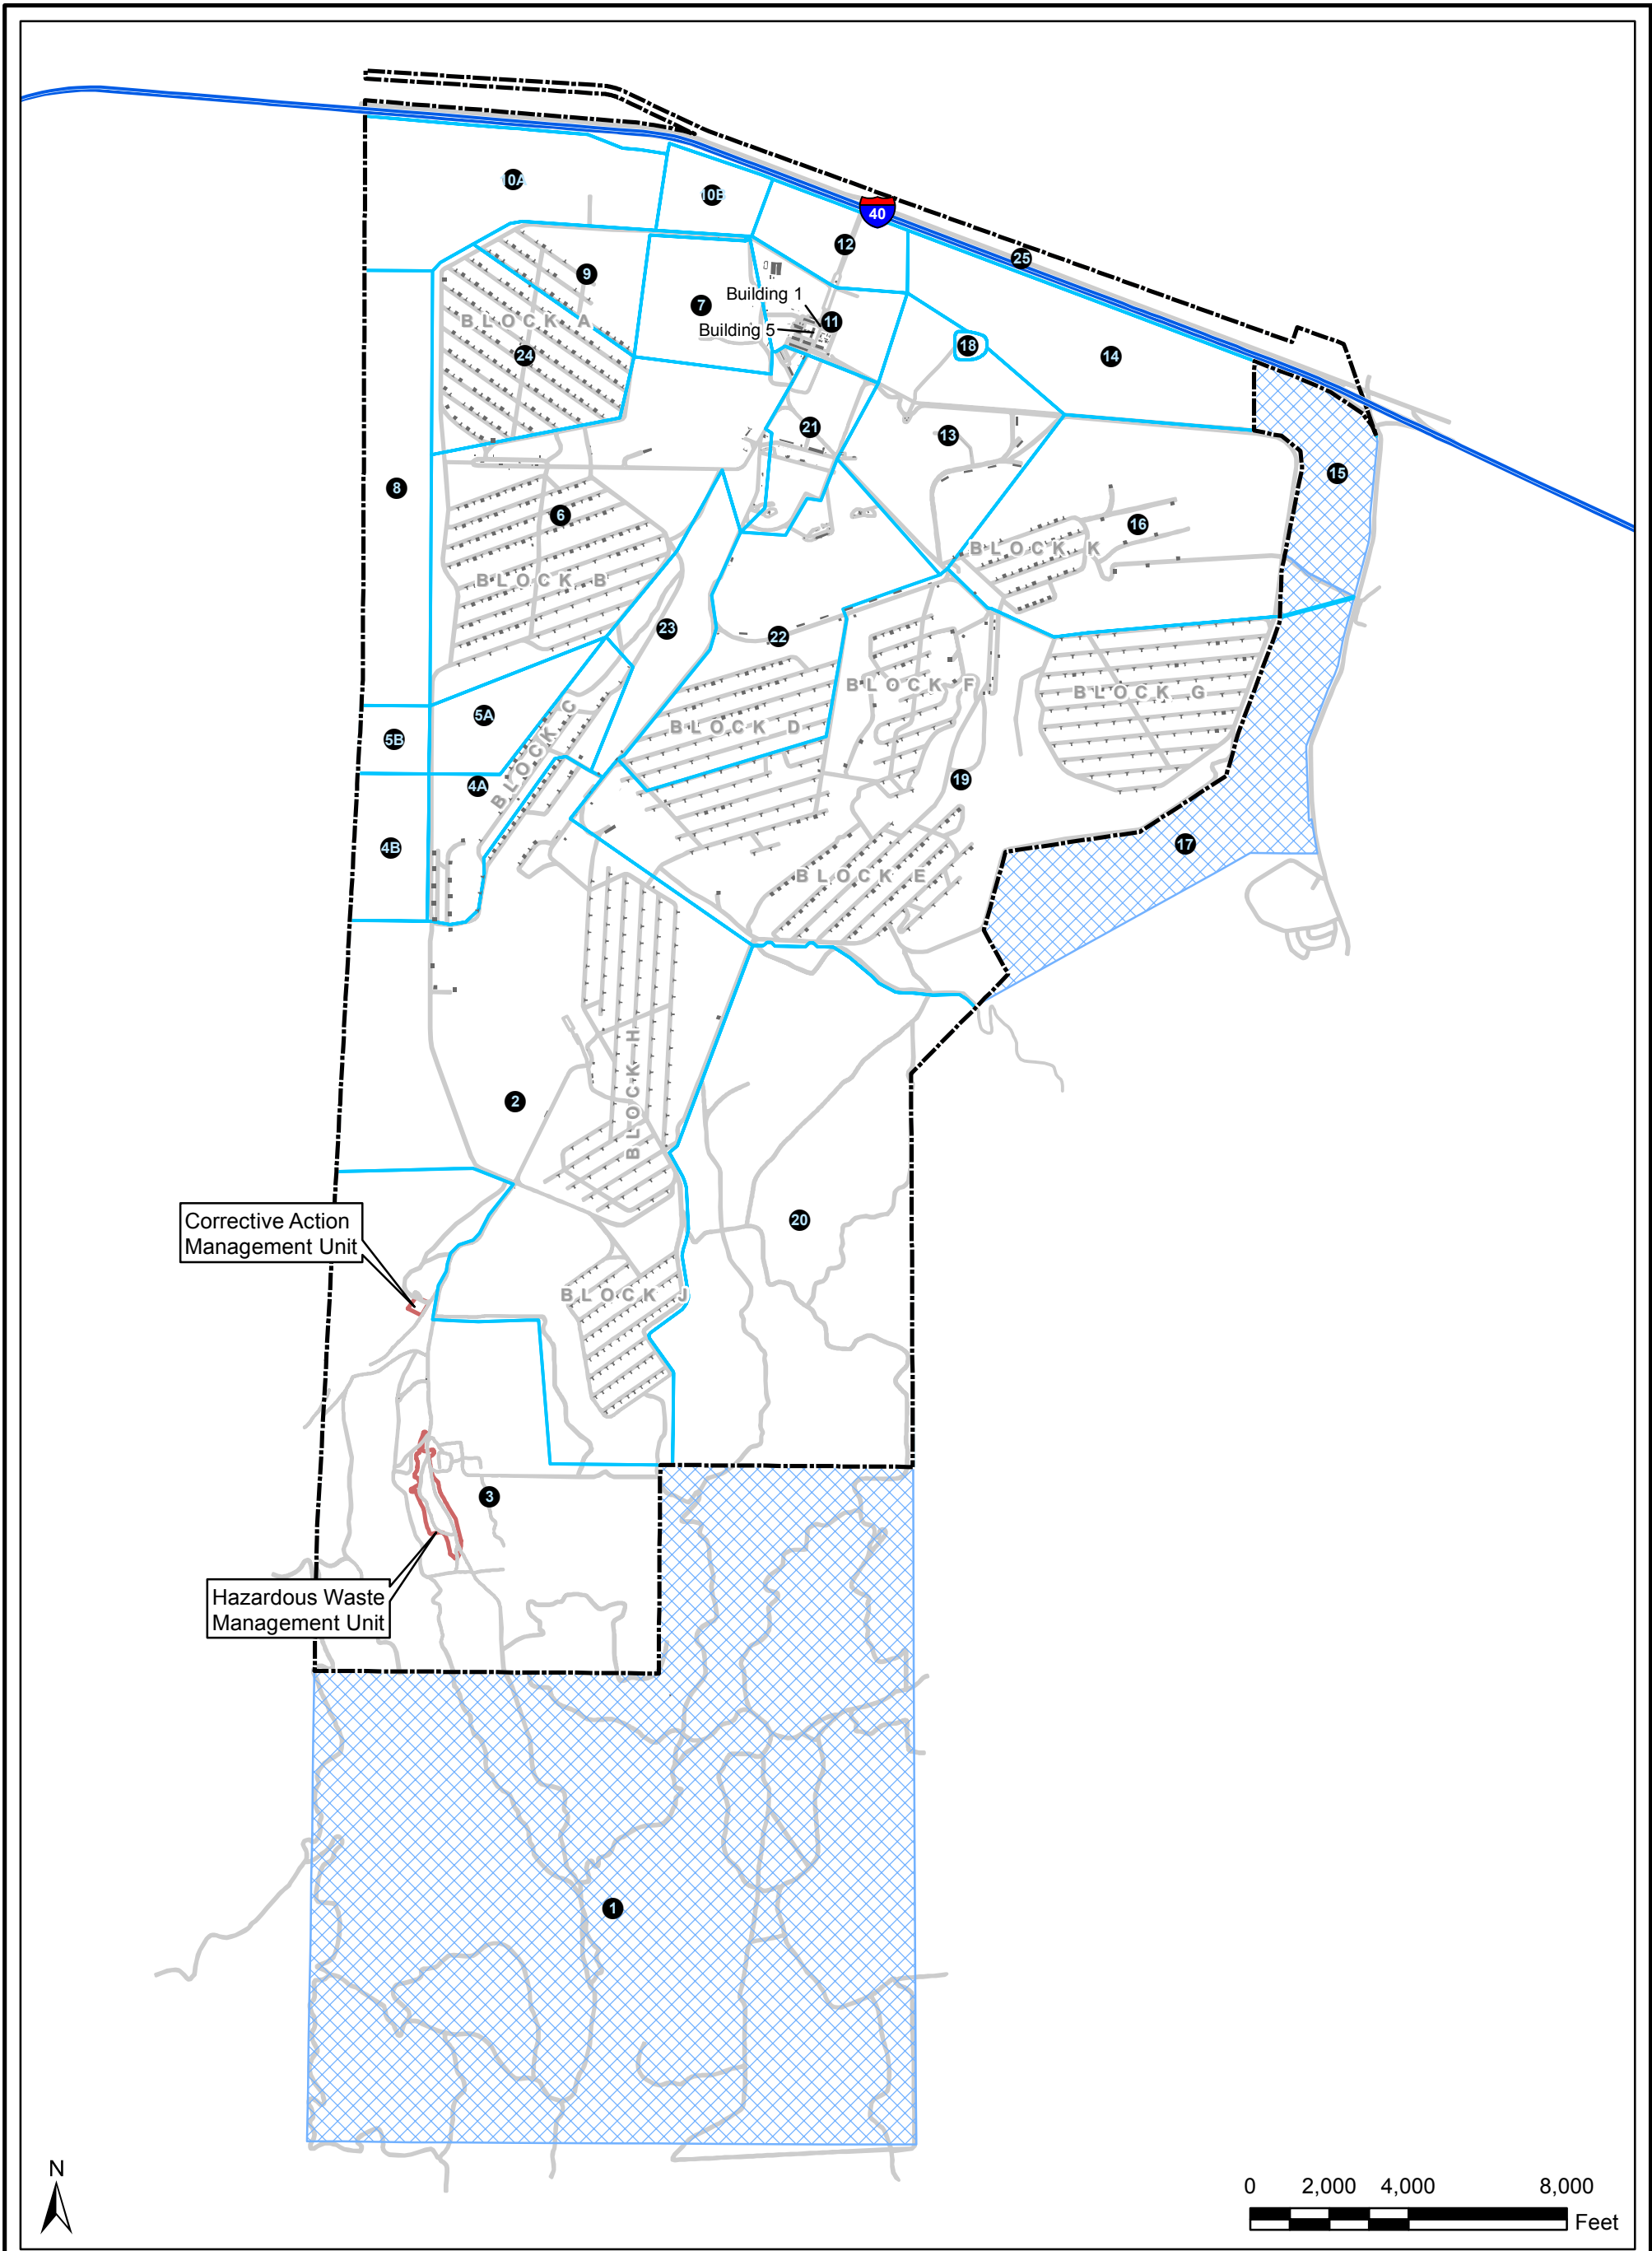 10A
10B
40
12
25
9
7
Building 1
11
BLOCK A
Building 5
18
24
14
21
13
8
15
6
16
BLOCK K
BLOCK B
23
22
BLOCK F
BLOCK G
5A
BLOCK D
5B
BLOCK C
19
4A
4B
17
BLOCK E
BLOCK H
2
Corrective Action
Management Unit
20
BLOCK J
3
Hazardous Waste
Management Unit
1
N
0 2,000 4,000 8,000
Feet